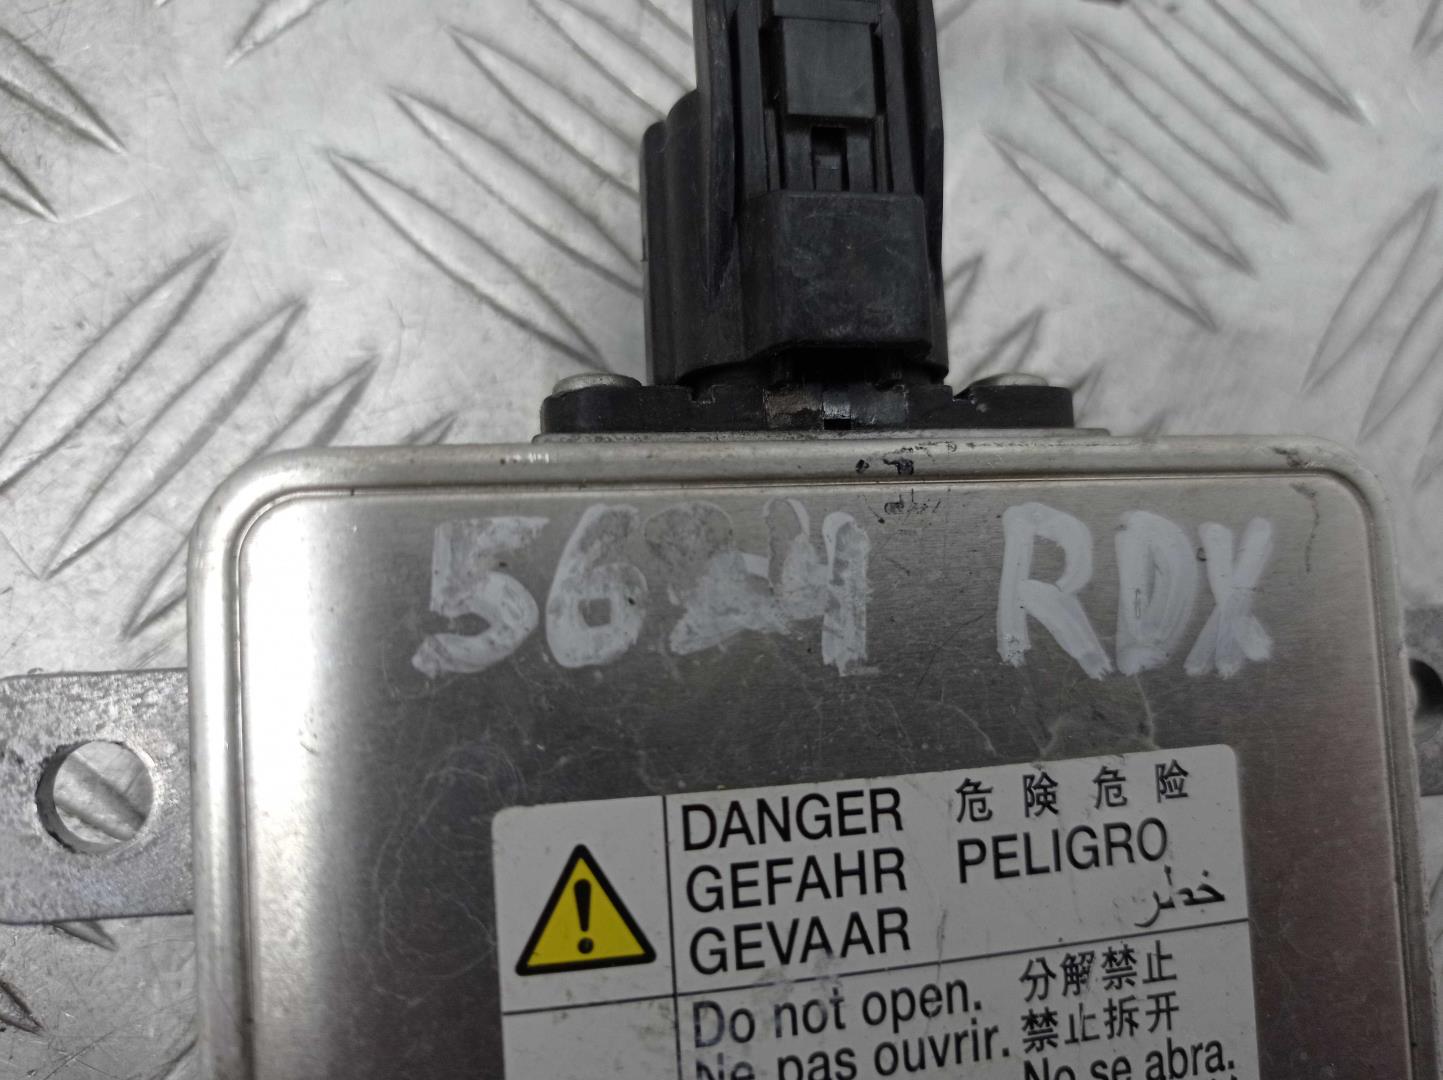 5624 RDX
DANGER 危険 危险
GEFAHR PELIGRO
GEVAAR خطر
Do not open. 分解禁止
Ne pas ouvrir. 禁止拆开
No se abra.